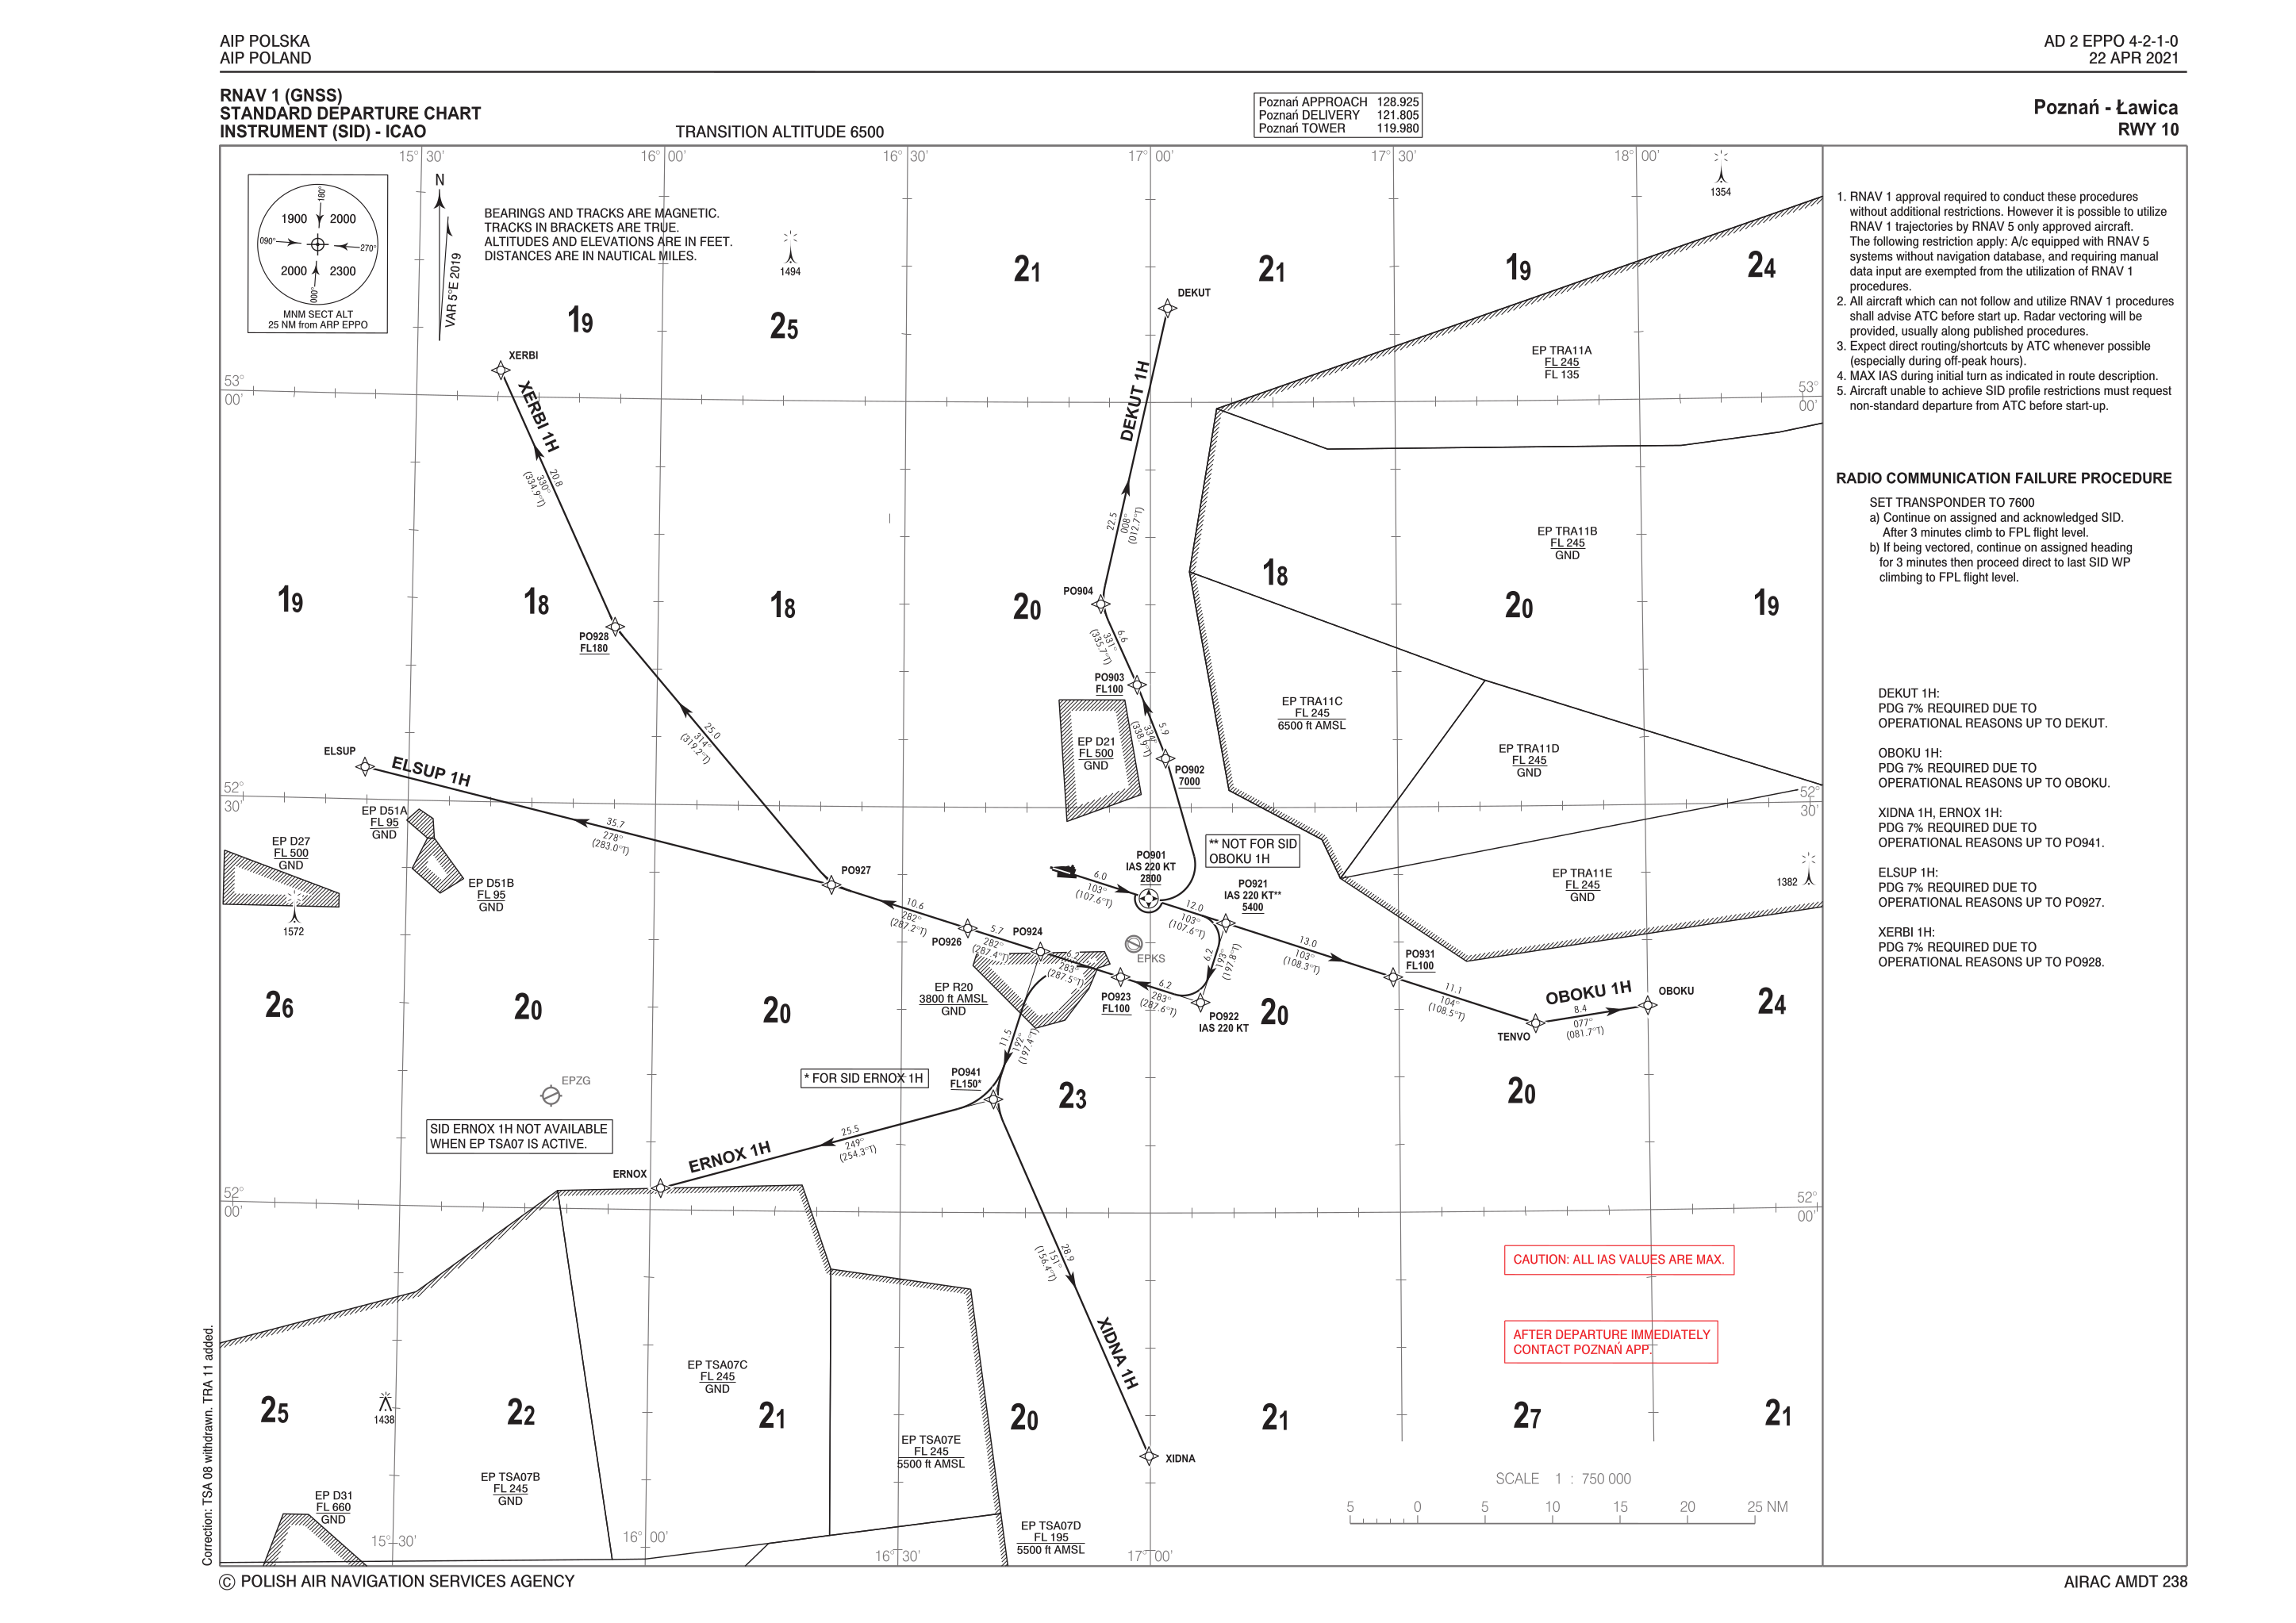 AIP POLSKA
AIP POLAND
AD 2 EPPO 4-2-1-0
22 APR 2021
RNAV 1 (GNSS)
STANDARD DEPARTURE CHART
INSTRUMENT (SID) - ICAO
TRANSITION ALTITUDE 6500
Poznań APPROACH 128.925
Poznań DELIVERY 121.805
Poznań TOWER 119.980
Poznań - Ławica
RWY 10
15° 30'
16° 00'
16° 30'
17° 00'
17° 30'
18° 00'
180°
1900
2000
090°
270°
2000
2300
000°
MNM SECT ALT
25 NM from ARP EPPO
N
VAR 5°E 2019
BEARINGS AND TRACKS ARE MAGNETIC.
TRACKS IN BRACKETS ARE TRUE.
ALTITUDES AND ELEVATIONS ARE IN FEET.
DISTANCES ARE IN NAUTICAL MILES.
1494
1354
21
21
19
24
19
25
DEKUT
XERBI
53°
00'
53°
00'
XERBI 1H
20.8
330°
(334.9°T)
DEKUT 1H
22.5
008°
(012.7°T)
EP TRA11A
FL 245
FL 135
EP TRA11B
FL 245
GND
19
18
18
20
18
20
19
PO904
PO928
FL180
6.6
331°
(335.7°T)
PO903
FL100
5.9
334°
(338.9°T)
PO902
7000
EP D21
FL 500
GND
EP TRA11C
FL 245
6500 ft AMSL
EP TRA11D
FL 245
GND
25.0
314°
(319.2°T)
ELSUP
ELSUP 1H
52°
30'
52°
30'
EP D51A
FL 95
GND
EP D27
FL 500
GND
EP D51B
FL 95
GND
1572
35.7
278°
(283.0°T)
PO927
** NOT FOR SID
OBOKU 1H
PO901
IAS 220 KT
2800
6.0
103°
(107.6°T)
PO921
IAS 220 KT**
5400
12.0
103°
(107.6°T)
EP TRA11E
FL 245
GND
1382
10.6
282°
(287.2°T)
PO926
5.7
282°
(287.4°T)
PO924
6.2
283°
(287.5°T)
EPKS
6.2
193°
(197.8°T)
13.0
103°
(108.3°T)
PO931
FL100
PO923
FL100
6.2
283°
(287.6°T)
PO922
IAS 220 KT
EP R20
3800 ft AMSL
GND
11.1
104°
(108.5°T)
OBOKU 1H
OBOKU
8.4
077°
(081.7°T)
TENVO
26
20
20
20
24
11.5
192°
(197.4°T)
EPZG
* FOR SID ERNOX 1H
PO941
FL150*
23
20
SID ERNOX 1H NOT AVAILABLE
WHEN EP TSA07 IS ACTIVE.
25.5
249°
(254.3°T)
ERNOX 1H
ERNOX
52°
00'
52°
00'
28.9
151°
(156.4°T)
XIDNA 1H
XIDNA
CAUTION: ALL IAS VALUES ARE MAX.
AFTER DEPARTURE IMMEDIATELY
CONTACT POZNAŃ APP.
EP TSA07C
FL 245
GND
25
1438
22
21
20
21
27
21
EP TSA07E
FL 245
5500 ft AMSL
EP TSA07B
FL 245
GND
EP D31
FL 660
GND
EP TSA07D
FL 195
5500 ft AMSL
15° 30'
16° 00'
16° 30'
17° 00'
SCALE 1 : 750 000
5 0 5 10 15 20 25 NM
1. RNAV 1 approval required to conduct these procedures
without additional restrictions. However it is possible to utilize
RNAV 1 trajectories by RNAV 5 only approved aircraft.
The following restriction apply: A/c equipped with RNAV 5
systems without navigation database, and requiring manual
data input are exempted from the utilization of RNAV 1
procedures.
2. All aircraft which can not follow and utilize RNAV 1 procedures
shall advise ATC before start up. Radar vectoring will be
provided, usually along published procedures.
3. Expect direct routing/shortcuts by ATC whenever possible
(especially during off-peak hours).
4. MAX IAS during initial turn as indicated in route description.
5. Aircraft unable to achieve SID profile restrictions must request
non-standard departure from ATC before start-up.
RADIO COMMUNICATION FAILURE PROCEDURE
SET TRANSPONDER TO 7600
a) Continue on assigned and acknowledged SID.
After 3 minutes climb to FPL flight level.
b) If being vectored, continue on assigned heading
for 3 minutes then proceed direct to last SID WP
climbing to FPL flight level.
DEKUT 1H:
PDG 7% REQUIRED DUE TO
OPERATIONAL REASONS UP TO DEKUT.
OBOKU 1H:
PDG 7% REQUIRED DUE TO
OPERATIONAL REASONS UP TO OBOKU.
XIDNA 1H, ERNOX 1H:
PDG 7% REQUIRED DUE TO
OPERATIONAL REASONS UP TO PO941.
ELSUP 1H:
PDG 7% REQUIRED DUE TO
OPERATIONAL REASONS UP TO PO927.
XERBI 1H:
PDG 7% REQUIRED DUE TO
OPERATIONAL REASONS UP TO PO928.
Correction: TSA 08 withdrawn. TRA 11 added.
© POLISH AIR NAVIGATION SERVICES AGENCY
AIRAC AMDT 238